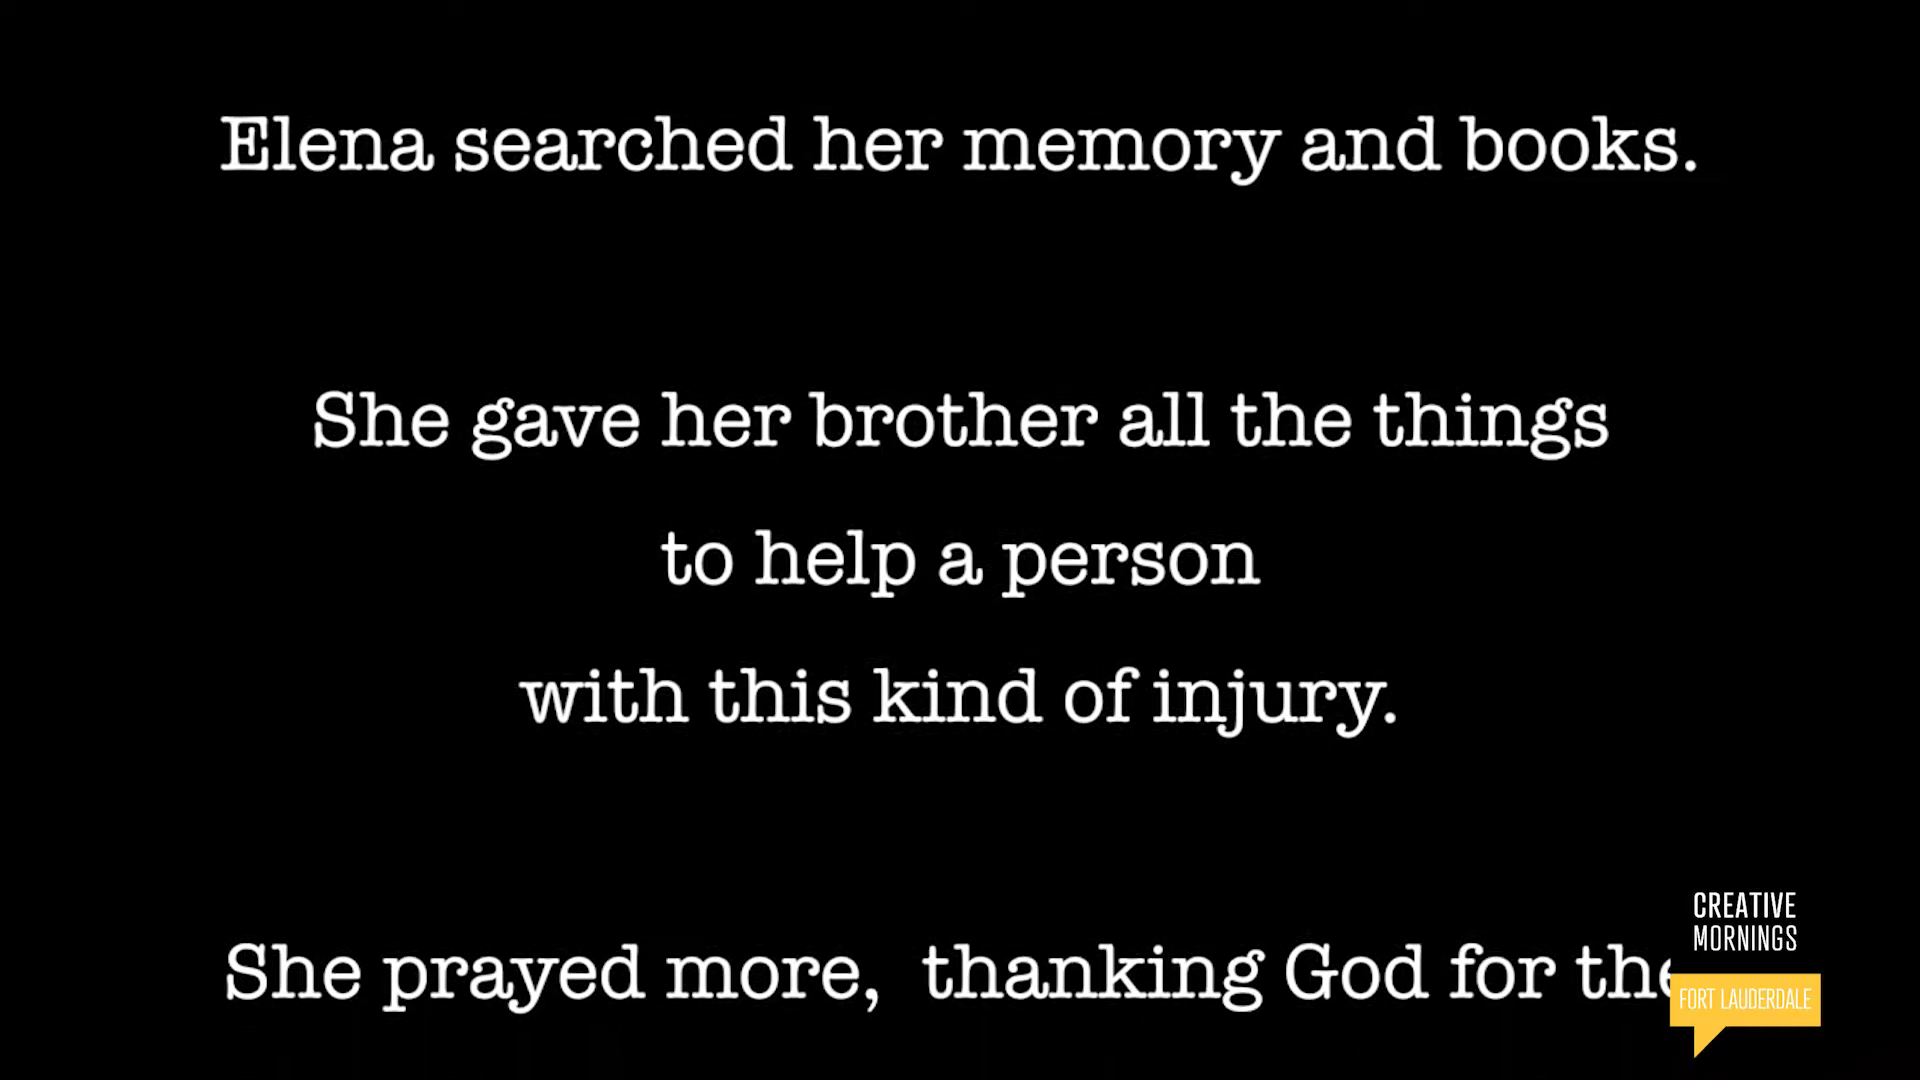 Elena searched her memory and books.
She gave her brother all the things
to help a person
with this kind of injury.
She prayed more, thanking God for the
CREATIVE
MORNINGS
FORT LAUDERDALE